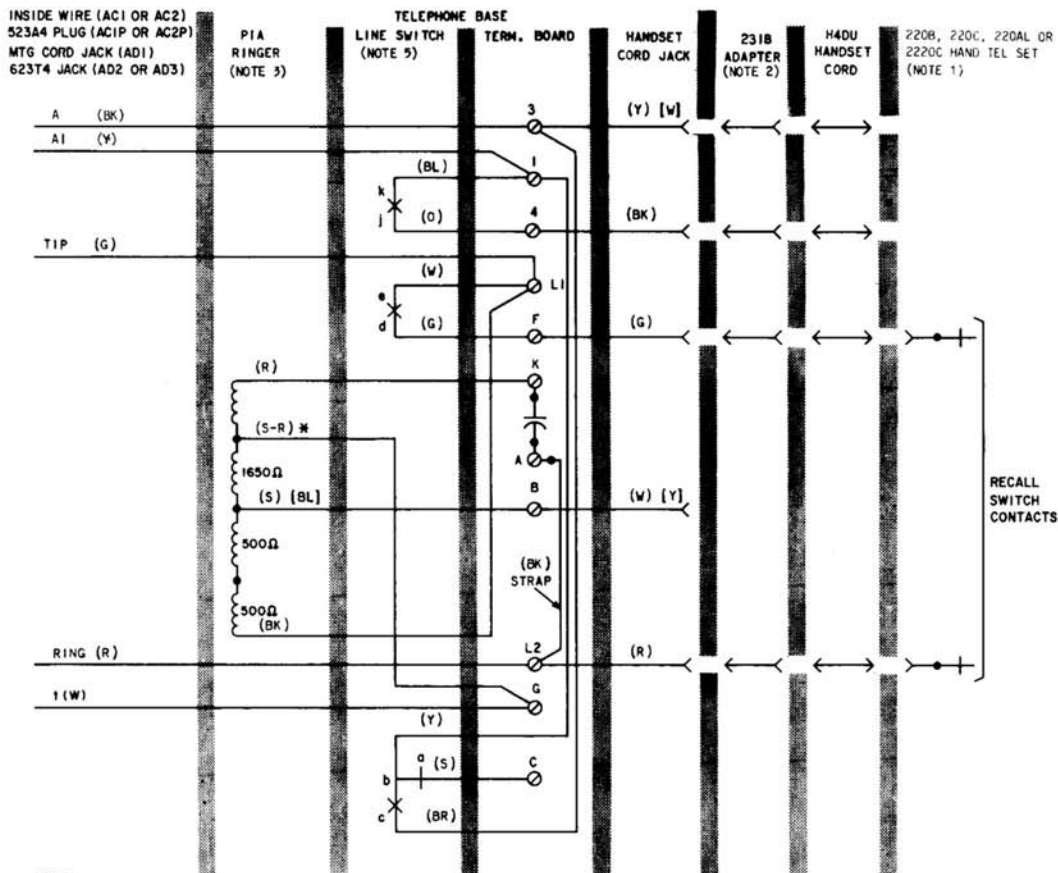 INSIDE WIRE (AC1 OR AC2)
523A4 PLUG (AC1P OR AC2P)
MTG CORD JACK (AD1)
623T4 JACK (AD2 OR AD3)
P1A
RINGER
(NOTE 3)
TELEPHONE BASE
LINE SWITCH
(NOTE 5)
TERM. BOARD
HANDSET
CORD JACK
231B
ADAPTER
(NOTE 2)
H4DU
HANDSET
CORD
220B, 220C, 220AL OR
2220C HAND TEL SET
(NOTE 1)
A (BK)
3
(Y) [W]
A1 (Y)
(BL)
1
k
j
(O)
4
(BK)
TIP (G)
(W)
L1
e
d
(G)
F
(G)
(R)
K
(S-R) *
A
1650Ω
(S) [BL]
B
(W) [Y]
RECALL
SWITCH
CONTACTS
500Ω
(BK)
STRAP
500Ω
(BK)
RING (R)
L2
(R)
1 (W)
G
(Y)
a
(S)
C
b
c
(BR)